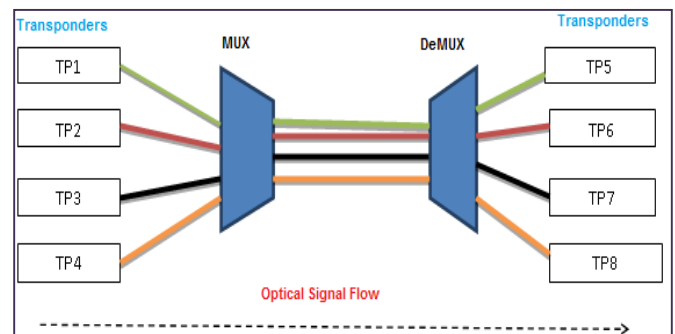 Transponders
Transponders
MUX
DeMUX
TP1
TP5
TP2
TP6
TP3
TP7
TP4
TP8
Optical Signal Flow